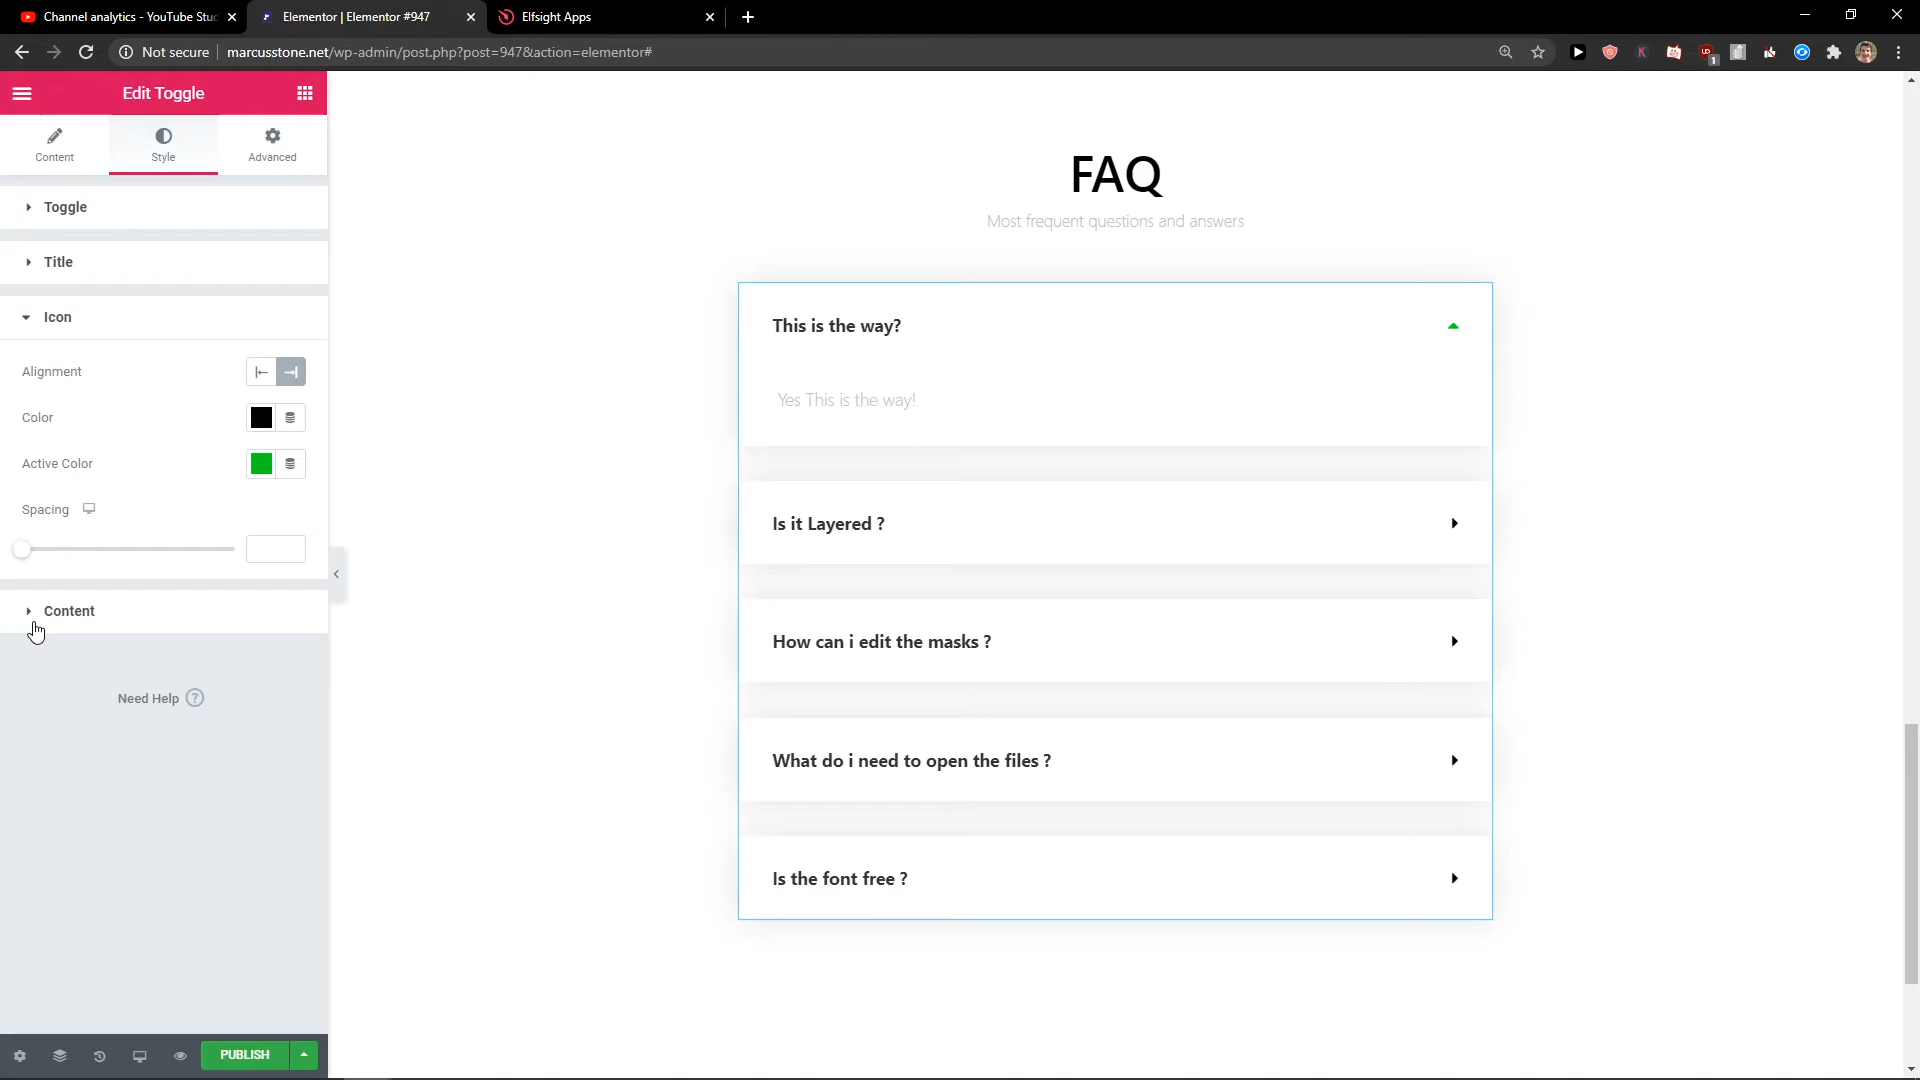 Channel analytics - YouTube Stu
Elementor | Elementor #947
Elfsight Apps
Not secure
marcusstone.net/wp-admin/post.php?post=947&action=elementor#
Edit Toggle
Content
Style
Advanced
Toggle
Title
Icon
Alignment
Color
Active Color
Spacing
Content
Need Help ?
PUBLISH
FAQ
Most frequent questions and answers
This is the way?
Yes This is the way!
Is it Layered ?
How can i edit the masks ?
What do i need to open the files ?
Is the font free ?